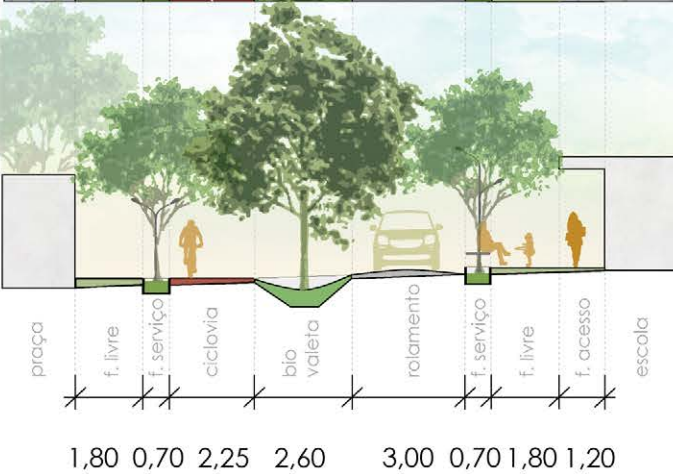 praça
f. livre
f. serviço
ciclovia
bio
valeta
rolamento
f. serviço
f. livre
f. acesso
escola
1,80 0,70 2,25 2,60 3,00 0,70 1,80 1,20